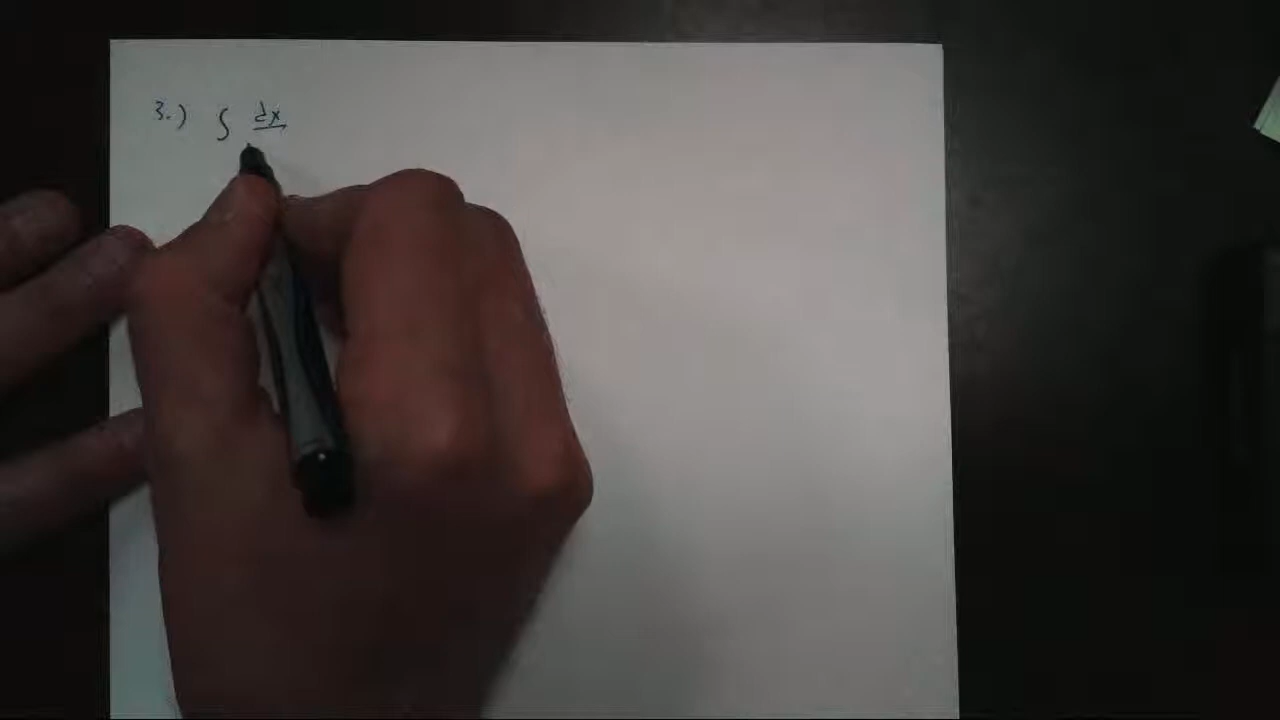 3.) ∫ dx